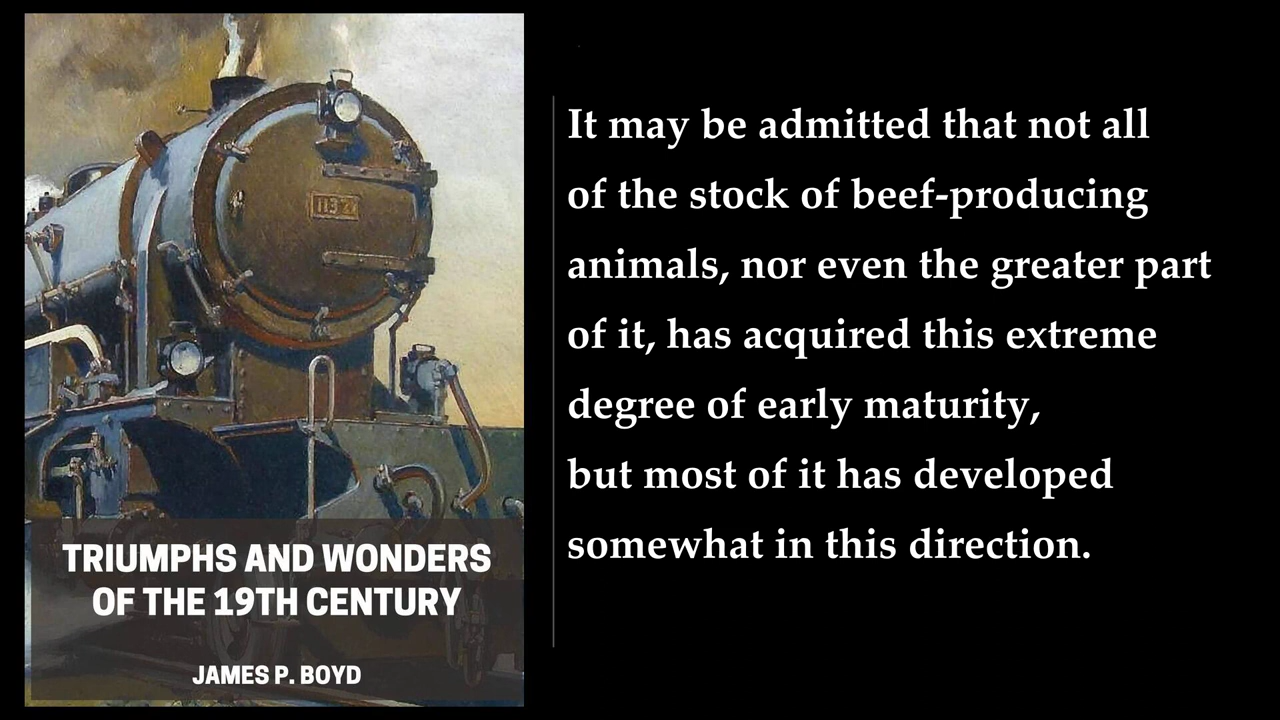 It may be admitted that not all
of the stock of beef-producing
animals, nor even the greater part
of it, has acquired this extreme
degree of early maturity,
but most of it has developed
somewhat in this direction.
TRIUMPHS AND WONDERS
OF THE 19TH CENTURY
JAMES P. BOYD